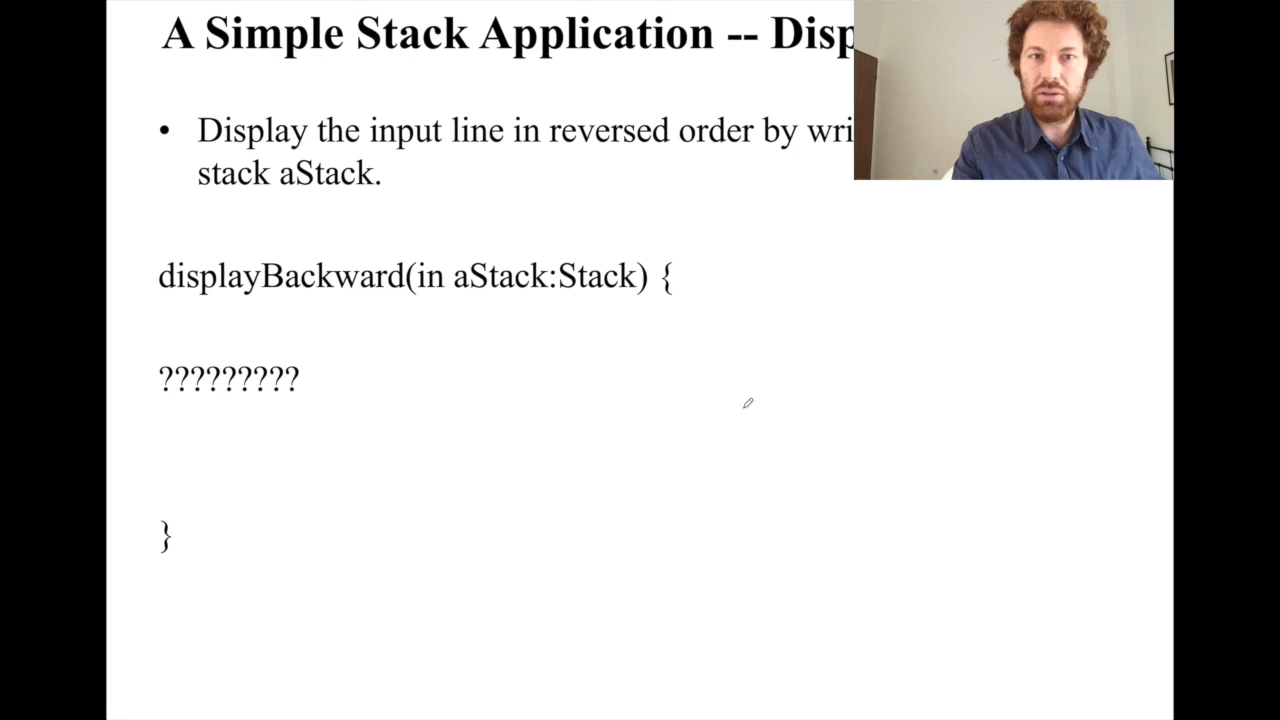 A Simple Stack Application -- Disp
• Display the input line in reversed order by wri
stack aStack.
displayBackward(in aStack:Stack) {
?????????
}